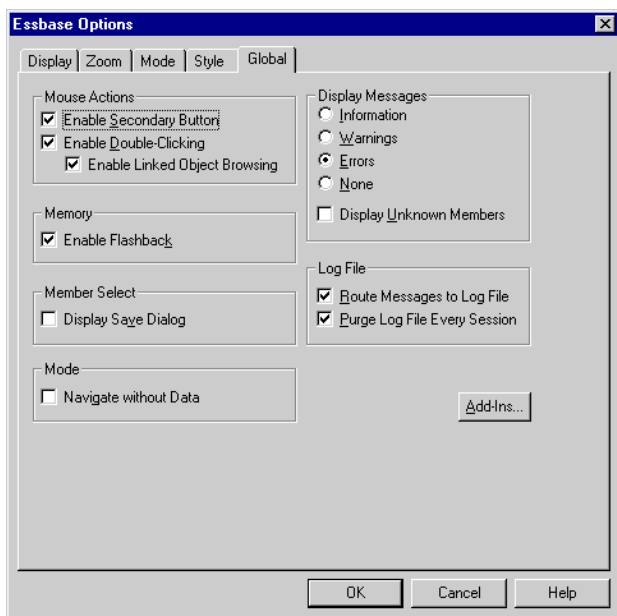 Essbase Options
Display
Zoom
Mode
Style
Global
Mouse Actions
Enable Secondary Button
Enable Double-Clicking
Enable Linked Object Browsing
Memory
Enable Flashback
Member Select
Display Save Dialog
Mode
Navigate without Data
Display Messages
Information
Warnings
Errors
None
Display Unknown Members
Log File
Route Messages to Log File
Purge Log File Every Session
Add-Ins...
OK
Cancel
Help